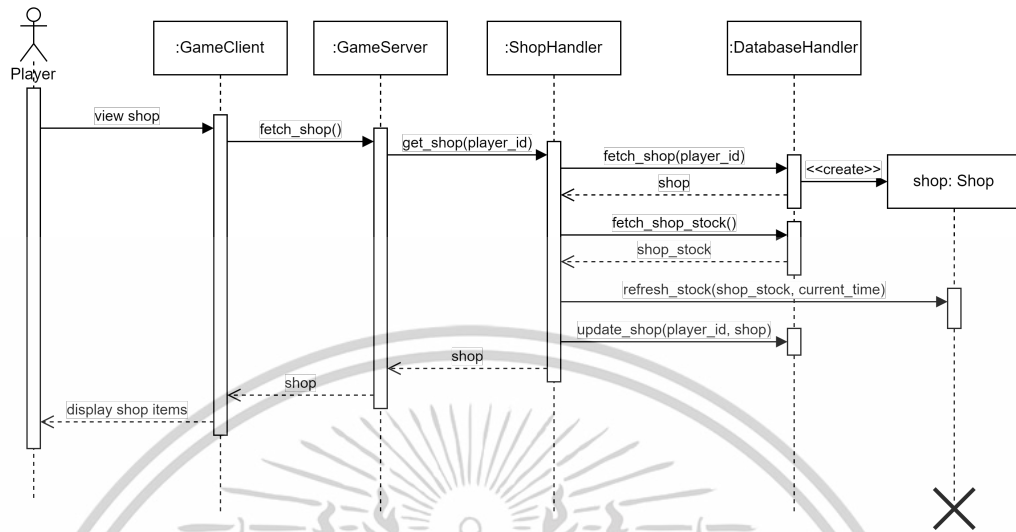 Player
:GameClient
:GameServer
:ShopHandler
:DatabaseHandler
view shop
fetch_shop()
get_shop(player_id)
fetch_shop(player_id)
<<create>>
shop: Shop
shop
fetch_shop_stock()
shop_stock
refresh_stock(shop_stock, current_time)
update_shop(player_id, shop)
shop
shop
display shop items